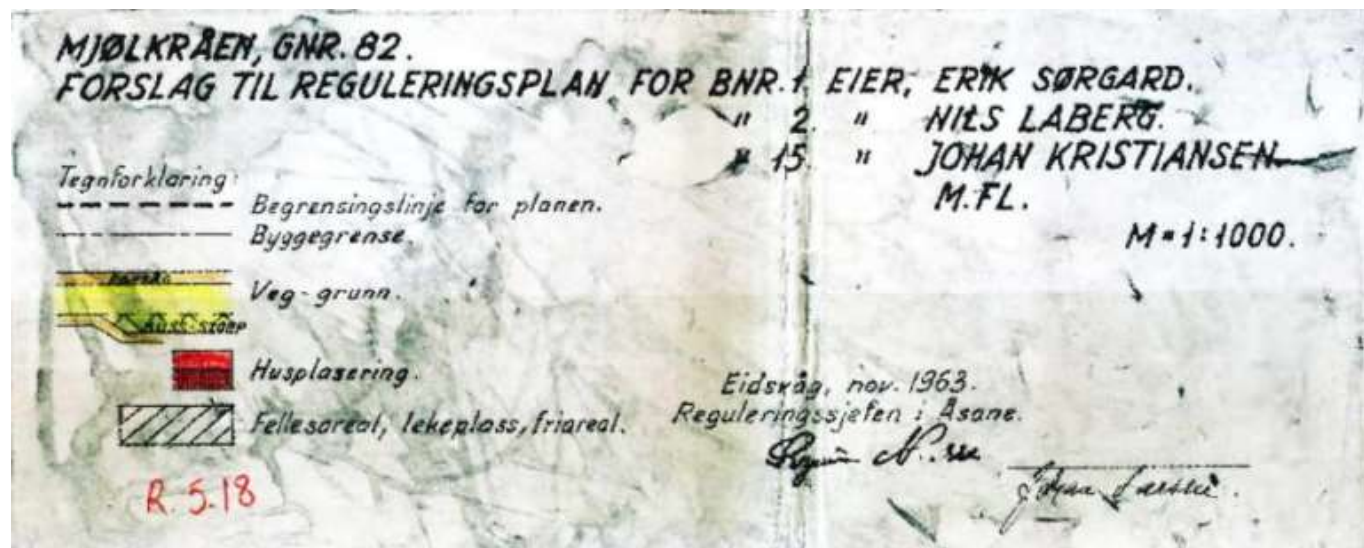 MJØLKRÅEN, GNR. 82.
FORSLAG TIL REGULERINGSPLAN FOR BNR. 1. EIER, ERIK SØRGARD.
" 2. " NILS LABERG.
" 15. " JOHAN KRISTIANSEN
M.FL.
M=1:1000.
Tegnforklaring:
Begrensingslinje for planen.
Byggegrense.
Veg-grunn.
Husplasering.
Fellesareal, lekeplass, friareal.
R.5.18
Eidsvåg, nov. 1963.
Reguleringssjefen i Åsane.